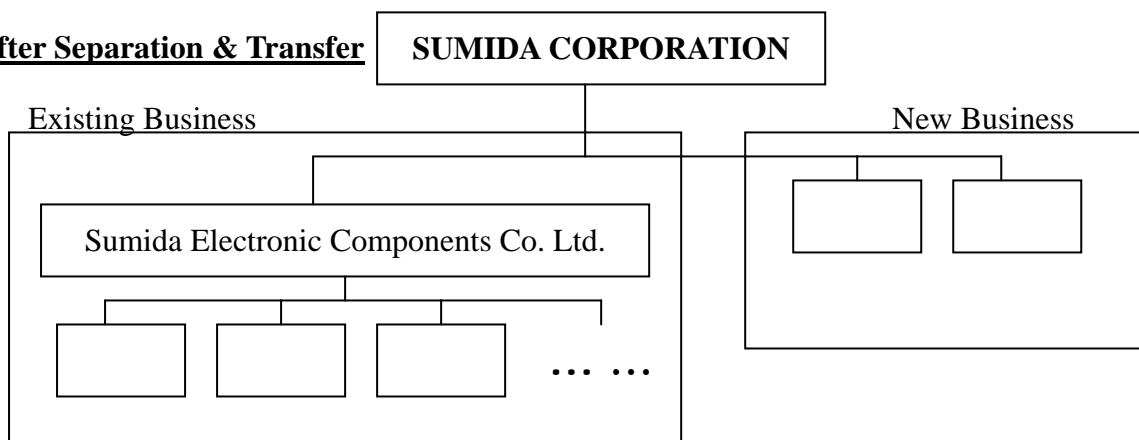 fter Separation & Transfer
SUMIDA CORPORATION
Existing Business
New Business
Sumida Electronic Components Co. Ltd.
… …